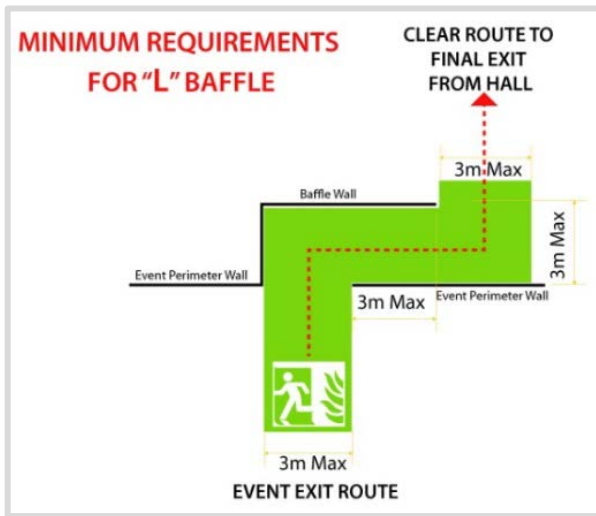 MINIMUM REQUIREMENTS
FOR "L" BAFFLE
CLEAR ROUTE TO
FINAL EXIT
FROM HALL
3m Max
Baffle Wall
3m Max
Event Perimeter Wall
3m Max
Event Perimeter Wall
3m Max
EVENT EXIT ROUTE